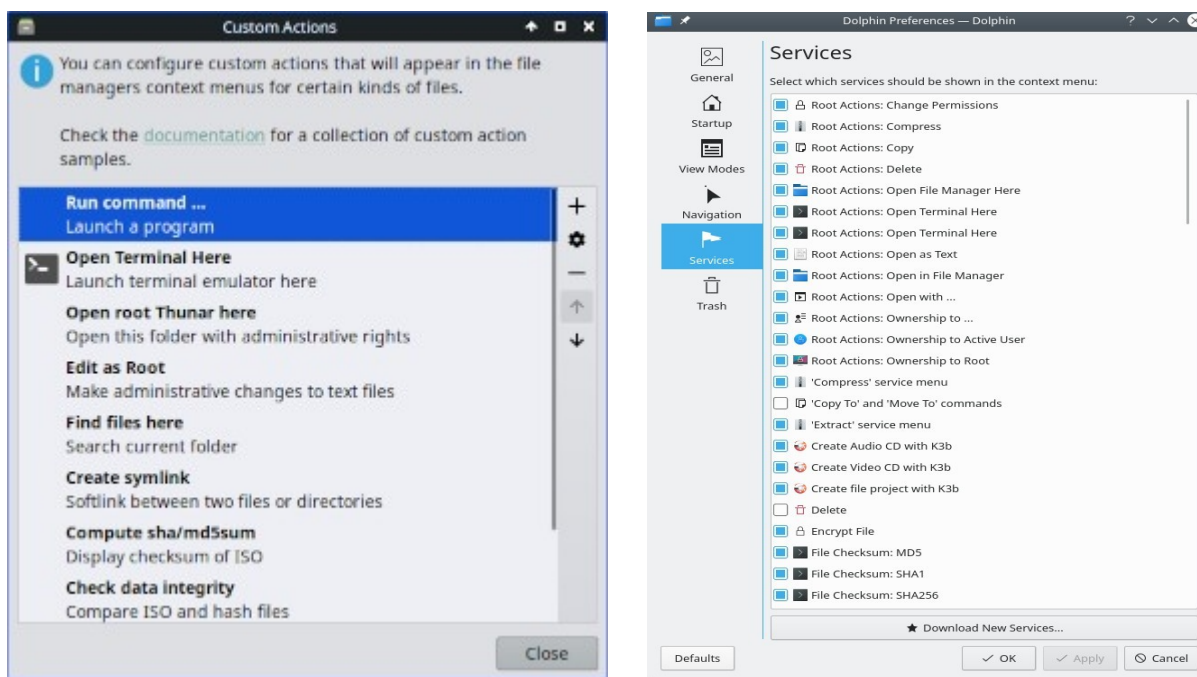 Custom Actions
You can configure custom actions that will appear in the file
managers context menus for certain kinds of files.
Check the documentation for a collection of custom action
samples.
Run command ...
Launch a program
Open Terminal Here
Launch terminal emulator here
Open root Thunar here
Open this folder with administrative rights
Edit as Root
Make administrative changes to text files
Find files here
Search current folder
Create symlink
Softlink between two files or directories
Compute sha/md5sum
Display checksum of ISO
Check data integrity
Compare ISO and hash files
Close
Dolphin Preferences — Dolphin
General
Startup
View Modes
Navigation
Services
Trash
Services
Select which services should be shown in the context menu:
Root Actions: Change Permissions
Root Actions: Compress
Root Actions: Copy
Root Actions: Delete
Root Actions: Open File Manager Here
Root Actions: Open Terminal Here
Root Actions: Open Terminal Here
Root Actions: Open as Text
Root Actions: Open in File Manager
Root Actions: Open with ...
Root Actions: Ownership to ...
Root Actions: Ownership to Active User
Root Actions: Ownership to Root
'Compress' service menu
'Copy To' and 'Move To' commands
'Extract' service menu
Create Audio CD with K3b
Create Video CD with K3b
Create file project with K3b
Delete
Encrypt File
File Checksum: MD5
File Checksum: SHA1
File Checksum: SHA256
Download New Services...
Defaults
OK
Apply
Cancel